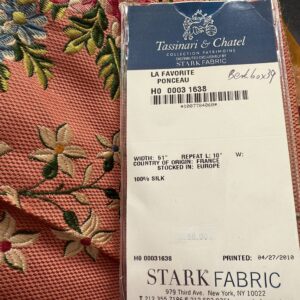 Tassinari & Chatel
COLLECTION PATRIMOINE
STARK FABRIC
LA FAVORITE
PONCEAU
H0 00031638
WIDTH: 51" REPEAT L: 10" W:
COUNTRY OF ORIGIN: FRANCE
STOCKED IN: EUROPE
100% SILK
H0 00031638 PRINTED: 04/27/2010
STARK FABRIC
979 Third Ave. New York, NY 10022